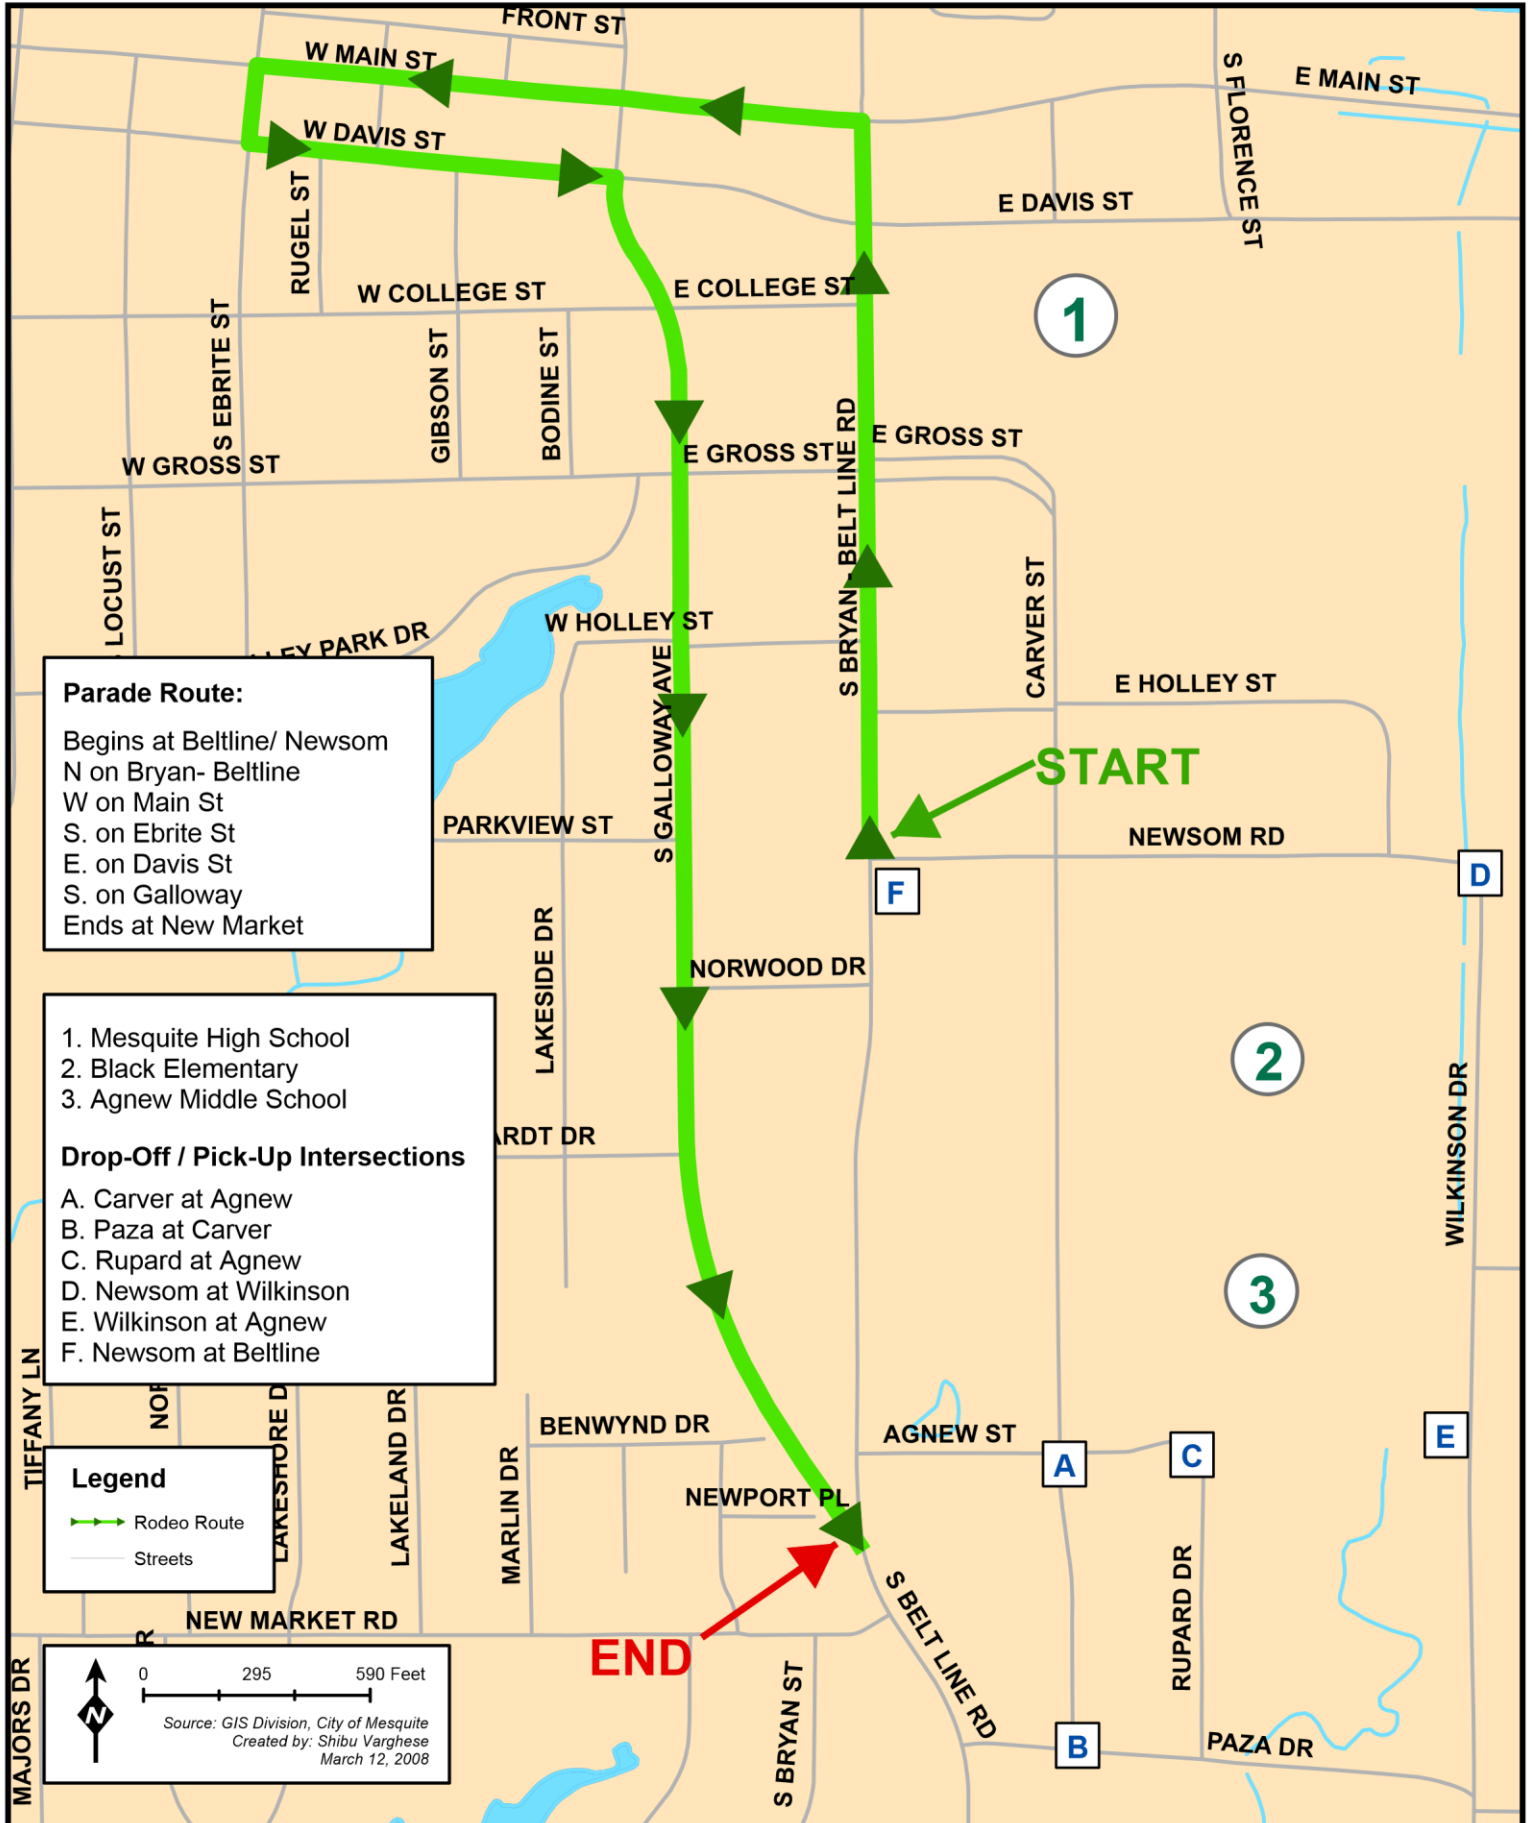 FRONT ST
W MAIN ST
E MAIN ST
S FLORENCE ST
W DAVIS ST
E DAVIS ST
RUGEL ST
W COLLEGE ST
E COLLEGE ST
1
S EBRITE ST
GIBSON ST
BODINE ST
E GROSS ST
E GROSS ST
W GROSS ST
S BRYAN - BELT LINE RD
LOCUST ST
CARVER ST
W HOLLEY ST
LLEY PARK DR
E HOLLEY ST
S GALLOWAY AVE
START
PARKVIEW ST
NEWSOM RD
F
D
Parade Route:
Begins at Beltline/ Newsom
N on Bryan- Beltline
W on Main St
S. on Ebrite St
E. on Davis St
S. on Galloway
Ends at New Market
NORWOOD DR
LAKESIDE DR
2
1. Mesquite High School
2. Black Elementary
3. Agnew Middle School
Drop-Off / Pick-Up Intersections
A. Carver at Agnew
B. Paza at Carver
C. Rupard at Agnew
D. Newsom at Wilkinson
E. Wilkinson at Agnew
F. Newsom at Beltline
ARDT DR
WILKINSON DR
3
TIFFANY LN
NOR
LAKESHORE D
LAKELAND DR
MARLIN DR
BENWYND DR
AGNEW ST
A
C
E
NEWPORT PL
Legend
Rodeo Route
Streets
S BELT LINE RD
RUPARD DR
NEW MARKET RD
END
R
MAJORS DR
S BRYAN ST
B
PAZA DR
0 295 590 Feet
N
Source: GIS Division, City of Mesquite
Created by: Shibu Varghese
March 12, 2008